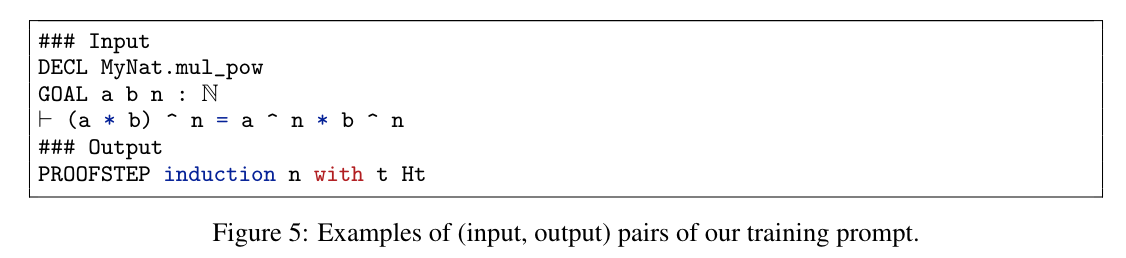 ### Input
DECL MyNat.mul_pow
GOAL a b n : ℕ
⊢ (a * b) ^ n = a ^ n * b ^ n
### Output
PROOFSTEP induction n with t Ht
Figure 5: Examples of (input, output) pairs of our training prompt.